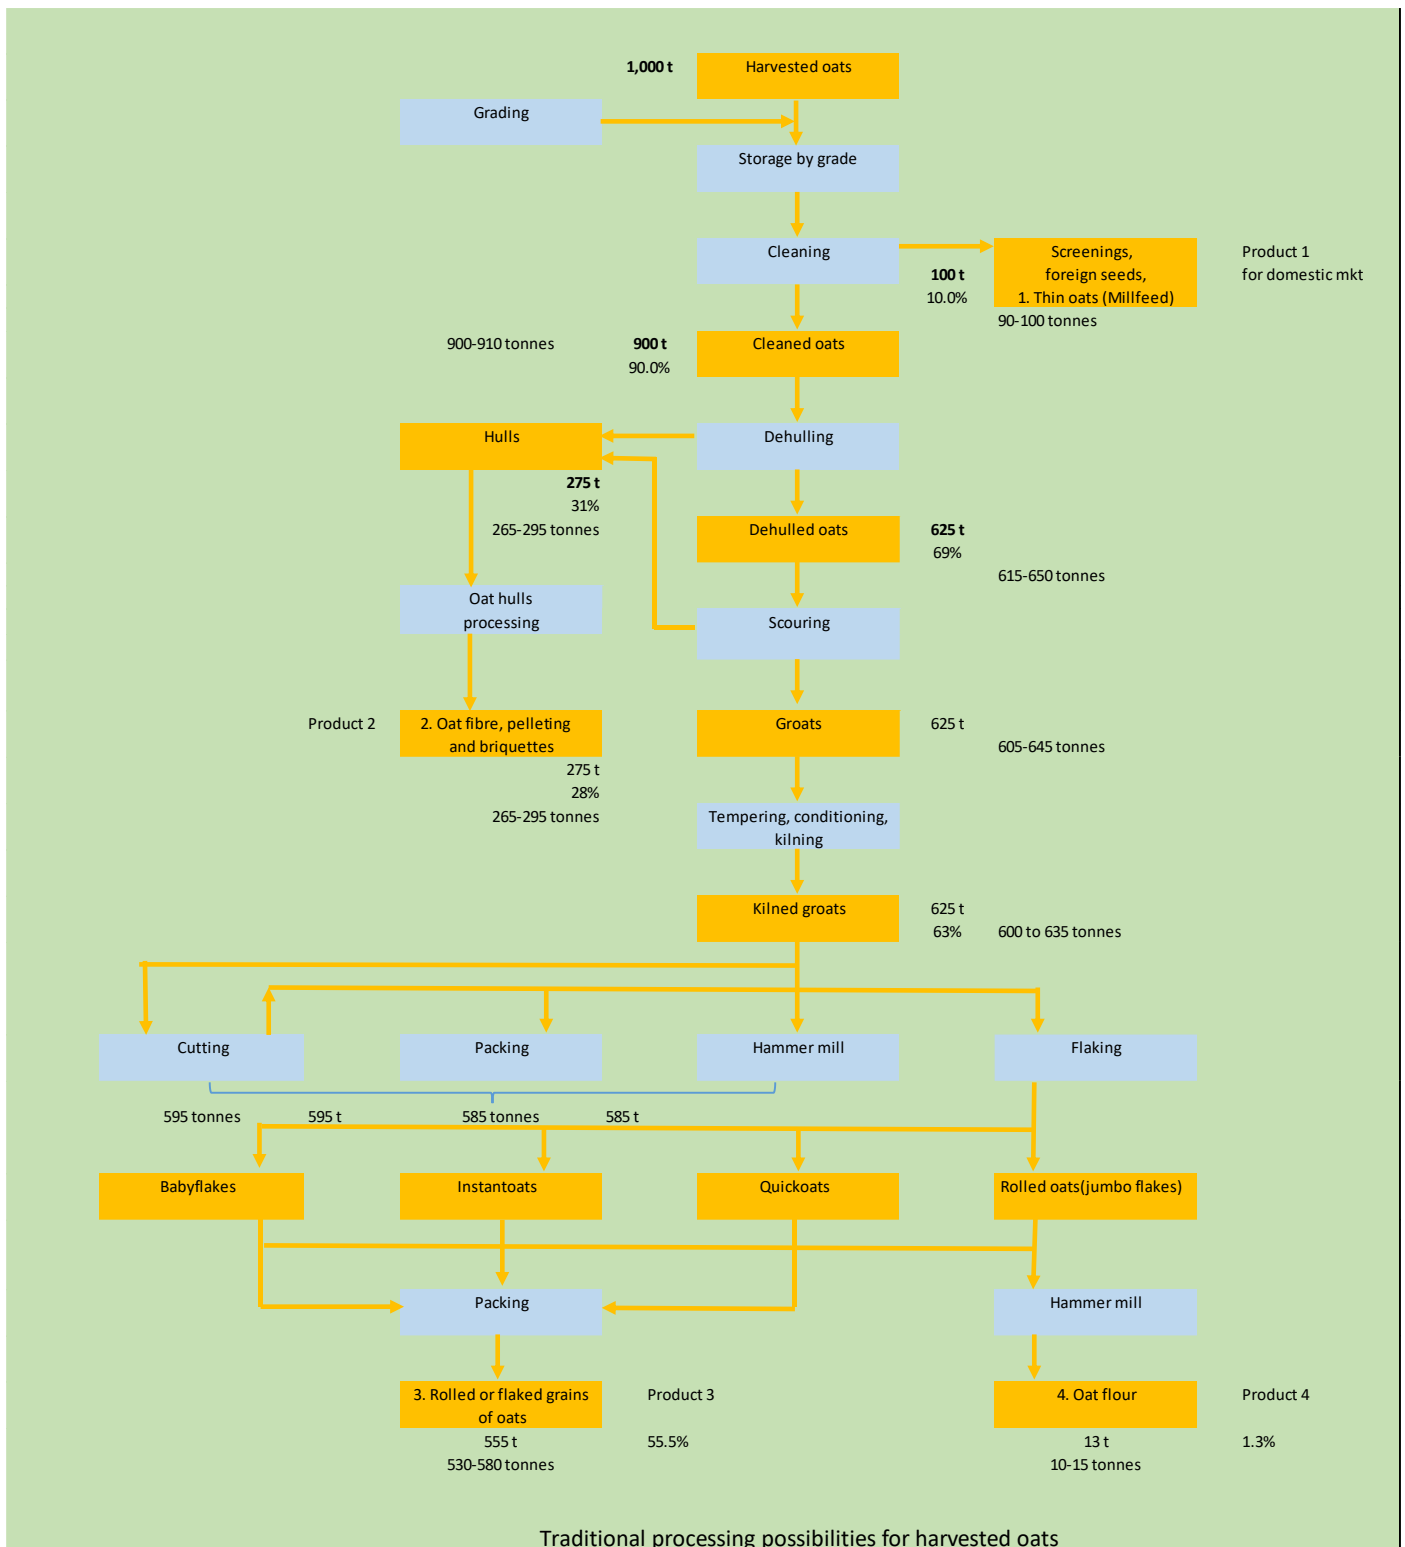 1,000 t
Harvested oats
Grading
Storage by grade
Cleaning
100 t
10.0%
Screenings,
foreign seeds,
1. Thin oats (Millfeed)
90-100 tonnes
Product 1
for domestic mkt
900-910 tonnes
900 t
90.0%
Cleaned oats
Hulls
275 t
31%
265-295 tonnes
Dehulling
Dehulled oats
625 t
69%
615-650 tonnes
Oat hulls
processing
Scouring
Product 2
2. Oat fibre, pelleting
and briquettes
275 t
28%
265-295 tonnes
Groats
625 t
605-645 tonnes
Tempering, conditioning,
kilning
Kilned groats
625 t
63%
600 to 635 tonnes
Cutting
Packing
Hammer mill
Flaking
595 tonnes
595 t
585 tonnes
585 t
Babyflakes
Instantoats
Quickoats
Rolled oats(jumbo flakes)
Packing
Hammer mill
3. Rolled or flaked grains
of oats
555 t
530-580 tonnes
Product 3
55.5%
4. Oat flour
13 t
10-15 tonnes
Product 4
1.3%
Traditional processing possibilities for harvested oats